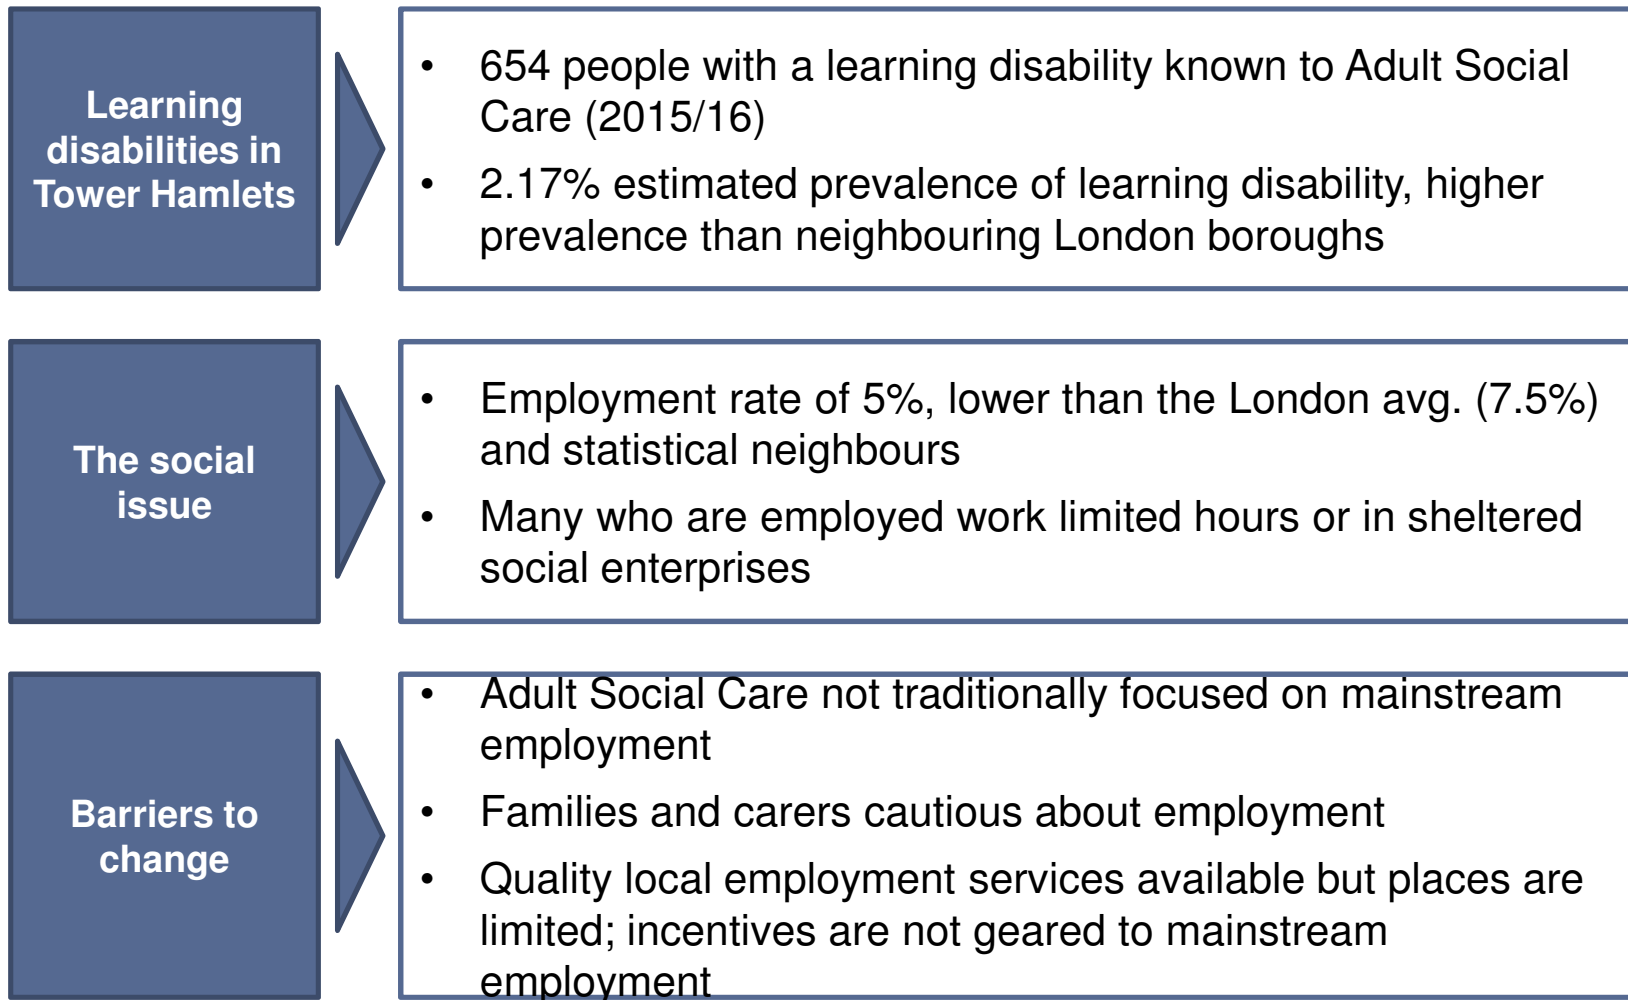 Learning
disabilities in
Tower Hamlets
• 654 people with a learning disability known to Adult Social
Care (2015/16)
• 2.17% estimated prevalence of learning disability, higher
prevalence than neighbouring London boroughs
The social
issue
• Employment rate of 5%, lower than the London avg. (7.5%)
and statistical neighbours
• Many who are employed work limited hours or in sheltered
social enterprises
Barriers to
change
• Adult Social Care not traditionally focused on mainstream
employment
• Families and carers cautious about employment
• Quality local employment services available but places are
limited; incentives are not geared to mainstream
employment